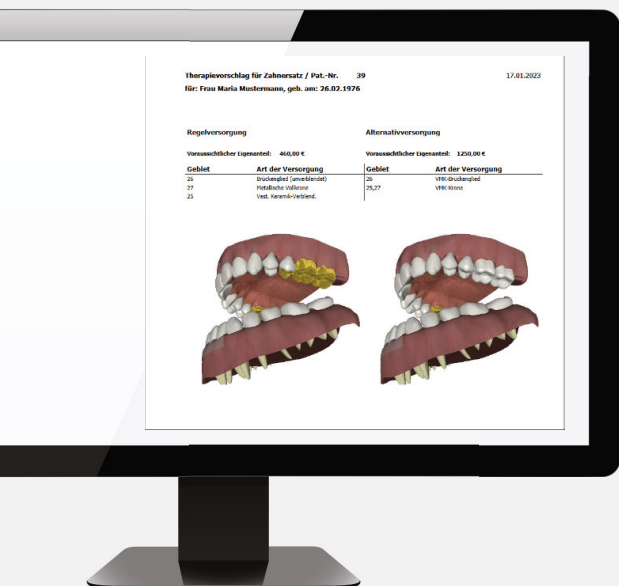 Therapievorschlag für Zahnersatz / Pat.-Nr. 39 17.01.2023
für: Frau Maria Mustermann, geb. am: 26.02.1976
Regelversorgung Alternativversorgung
Voraussichtlicher Eigenanteil: 460,00 € Voraussichtlicher Eigenanteil: 1250,00 €
Gebiet Art der Versorgung Gebiet Art der Versorgung
26 Brückenglied (unverblendet) 26 VMK-Brückenglied
27 Metallische Vollkrone 25,27 VMK-Krone
25 Vest. Keramik-Verblend.